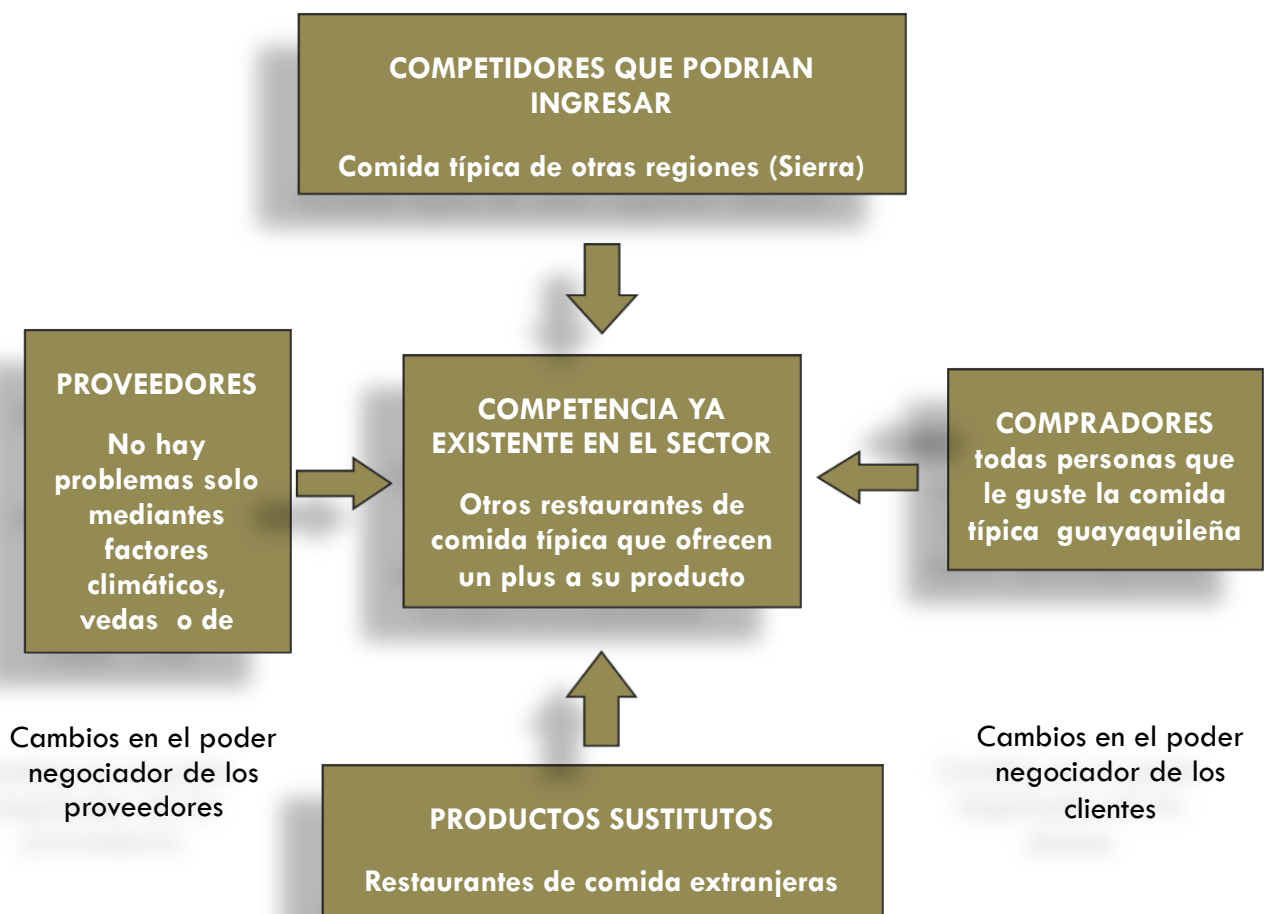 COMPETIDORES QUE PODRIAN
INGRESAR
Comida típica de otras regiones (Sierra)
PROVEEDORES
No hay
problemas solo
mediantes
factores
climáticos,
vedas o de
COMPETENCIA YA
EXISTENTE EN EL SECTOR
Otros restaurantes de
comida típica que ofrecen
un plus a su producto
COMPRADORES
todas personas que
le guste la comida
típica guayaquileña
Cambios en el poder
negociador de los
proveedores
Cambios en el poder
negociador de los
clientes
PRODUCTOS SUSTITUTOS
Restaurantes de comida extranjeras